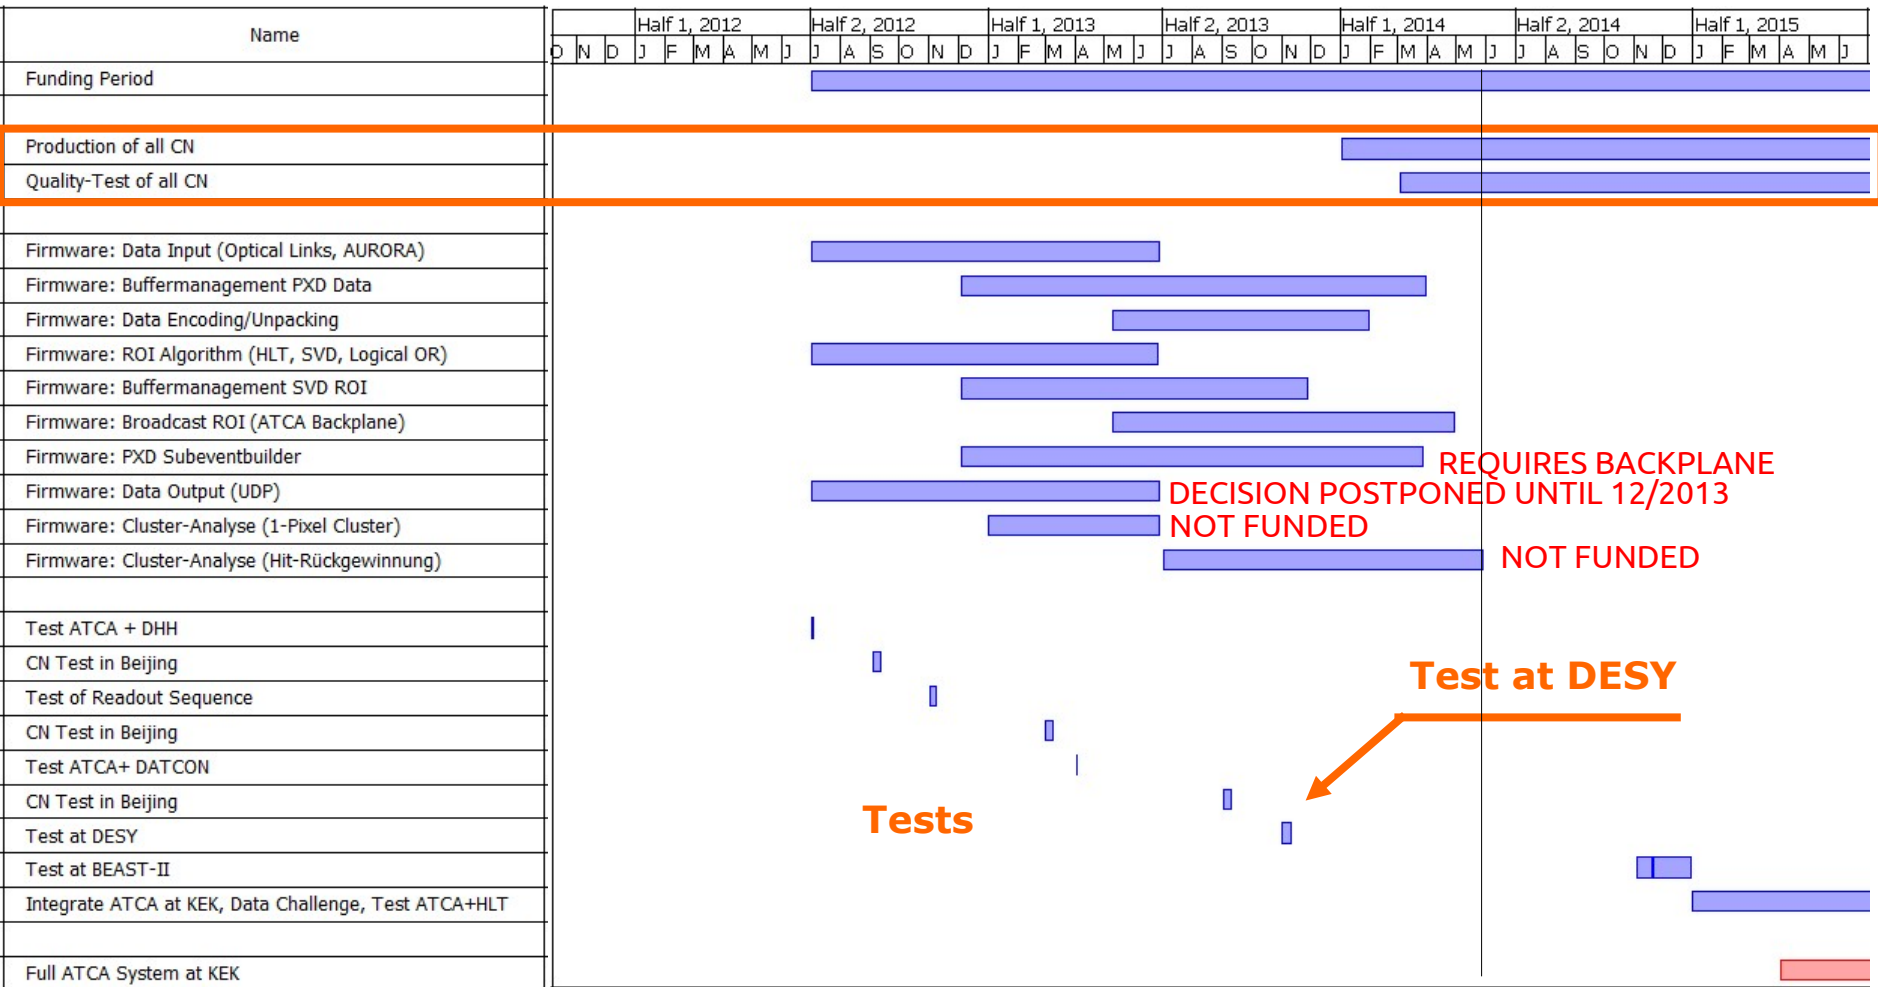 Name
Half 1, 2012 Half 2, 2012 Half 1, 2013 Half 2, 2013 Half 1, 2014 Half 2, 2014 Half 1, 2015
O N D J F M A M J J A S O N D J F M A M J J A S O N D J F M A M J J A S O N D J F M A M J
Funding Period
Production of all CN
Quality-Test of all CN
Firmware: Data Input (Optical Links, AURORA)
Firmware: Buffermanagement PXD Data
Firmware: Data Encoding/Unpacking
Firmware: ROI Algorithm (HLT, SVD, Logical OR)
Firmware: Buffermanagement SVD ROI
Firmware: Broadcast ROI (ATCA Backplane)
Firmware: PXD Subeventbuilder REQUIRES BACKPLANE
Firmware: Data Output (UDP) DECISION POSTPONED UNTIL 12/2013
Firmware: Cluster-Analyse (1-Pixel Cluster) NOT FUNDED
Firmware: Cluster-Analyse (Hit-Rückgewinnung) NOT FUNDED
Test ATCA + DHH
CN Test in Beijing
Test at DESY
Test of Readout Sequence
CN Test in Beijing
Test ATCA+ DATCON
CN Test in Beijing
Tests
Test at DESY
Test at BEAST-II
Integrate ATCA at KEK, Data Challenge, Test ATCA+HLT
Full ATCA System at KEK